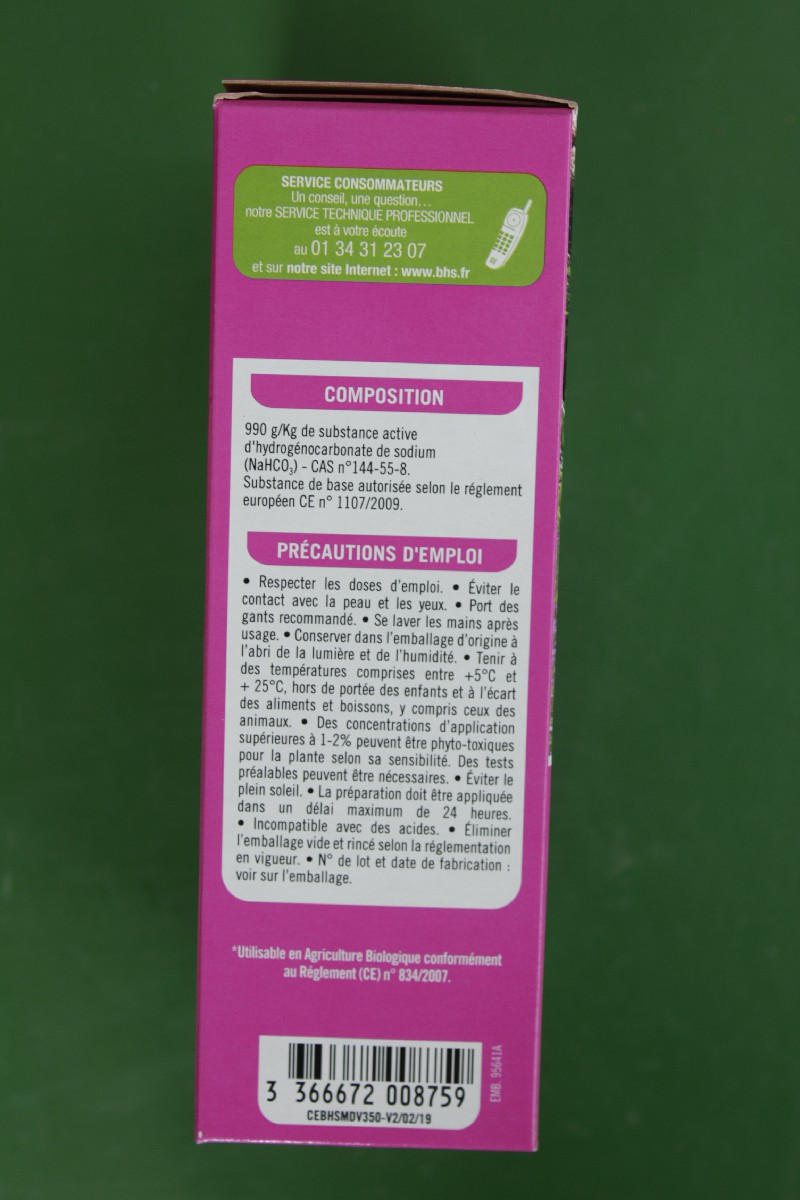 SERVICE CONSOMMATEURS
Un conseil, une question...
notre SERVICE TECHNIQUE PROFESSIONNEL
est à votre écoute
au 01 34 31 23 07
et sur notre site Internet : www.bhs.fr
COMPOSITION
990 g/Kg de substance active
d'hydrogénocarbonate de sodium
(NaHCO₃) - CAS n°144-55-8.
Substance de base autorisée selon le réglement
européen CE n° 1107/2009.
PRÉCAUTIONS D'EMPLOI
• Respecter les doses d'emploi. • Éviter le
contact avec la peau et les yeux. • Port des
gants recommandé. • Se laver les mains après
usage. • Conserver dans l'emballage d'origine à
l'abri de la lumière et de l'humidité. • Tenir à
des températures comprises entre +5°C et
+ 25°C, hors de portée des enfants et à l'écart
des aliments et boissons, y compris ceux des
animaux. • Des concentrations d'application
supérieures à 1-2% peuvent être phyto-toxiques
pour la plante selon sa sensibilité. Des tests
préalables peuvent être nécessaires. • Éviter le
plein soleil. • La préparation doit être appliquée
dans un délai maximum de 24 heures.
• Incompatible avec des acides. • Éliminer
l'emballage vide et rincé selon la réglementation
en vigueur. • N° de lot et date de fabrication :
voir sur l'emballage.
*Utilisable en Agriculture Biologique conformément
au Réglement (CE) n° 834/2007.
3 366672 008759
CEBHSMDV350-V2/02/19
EMB. 95641A